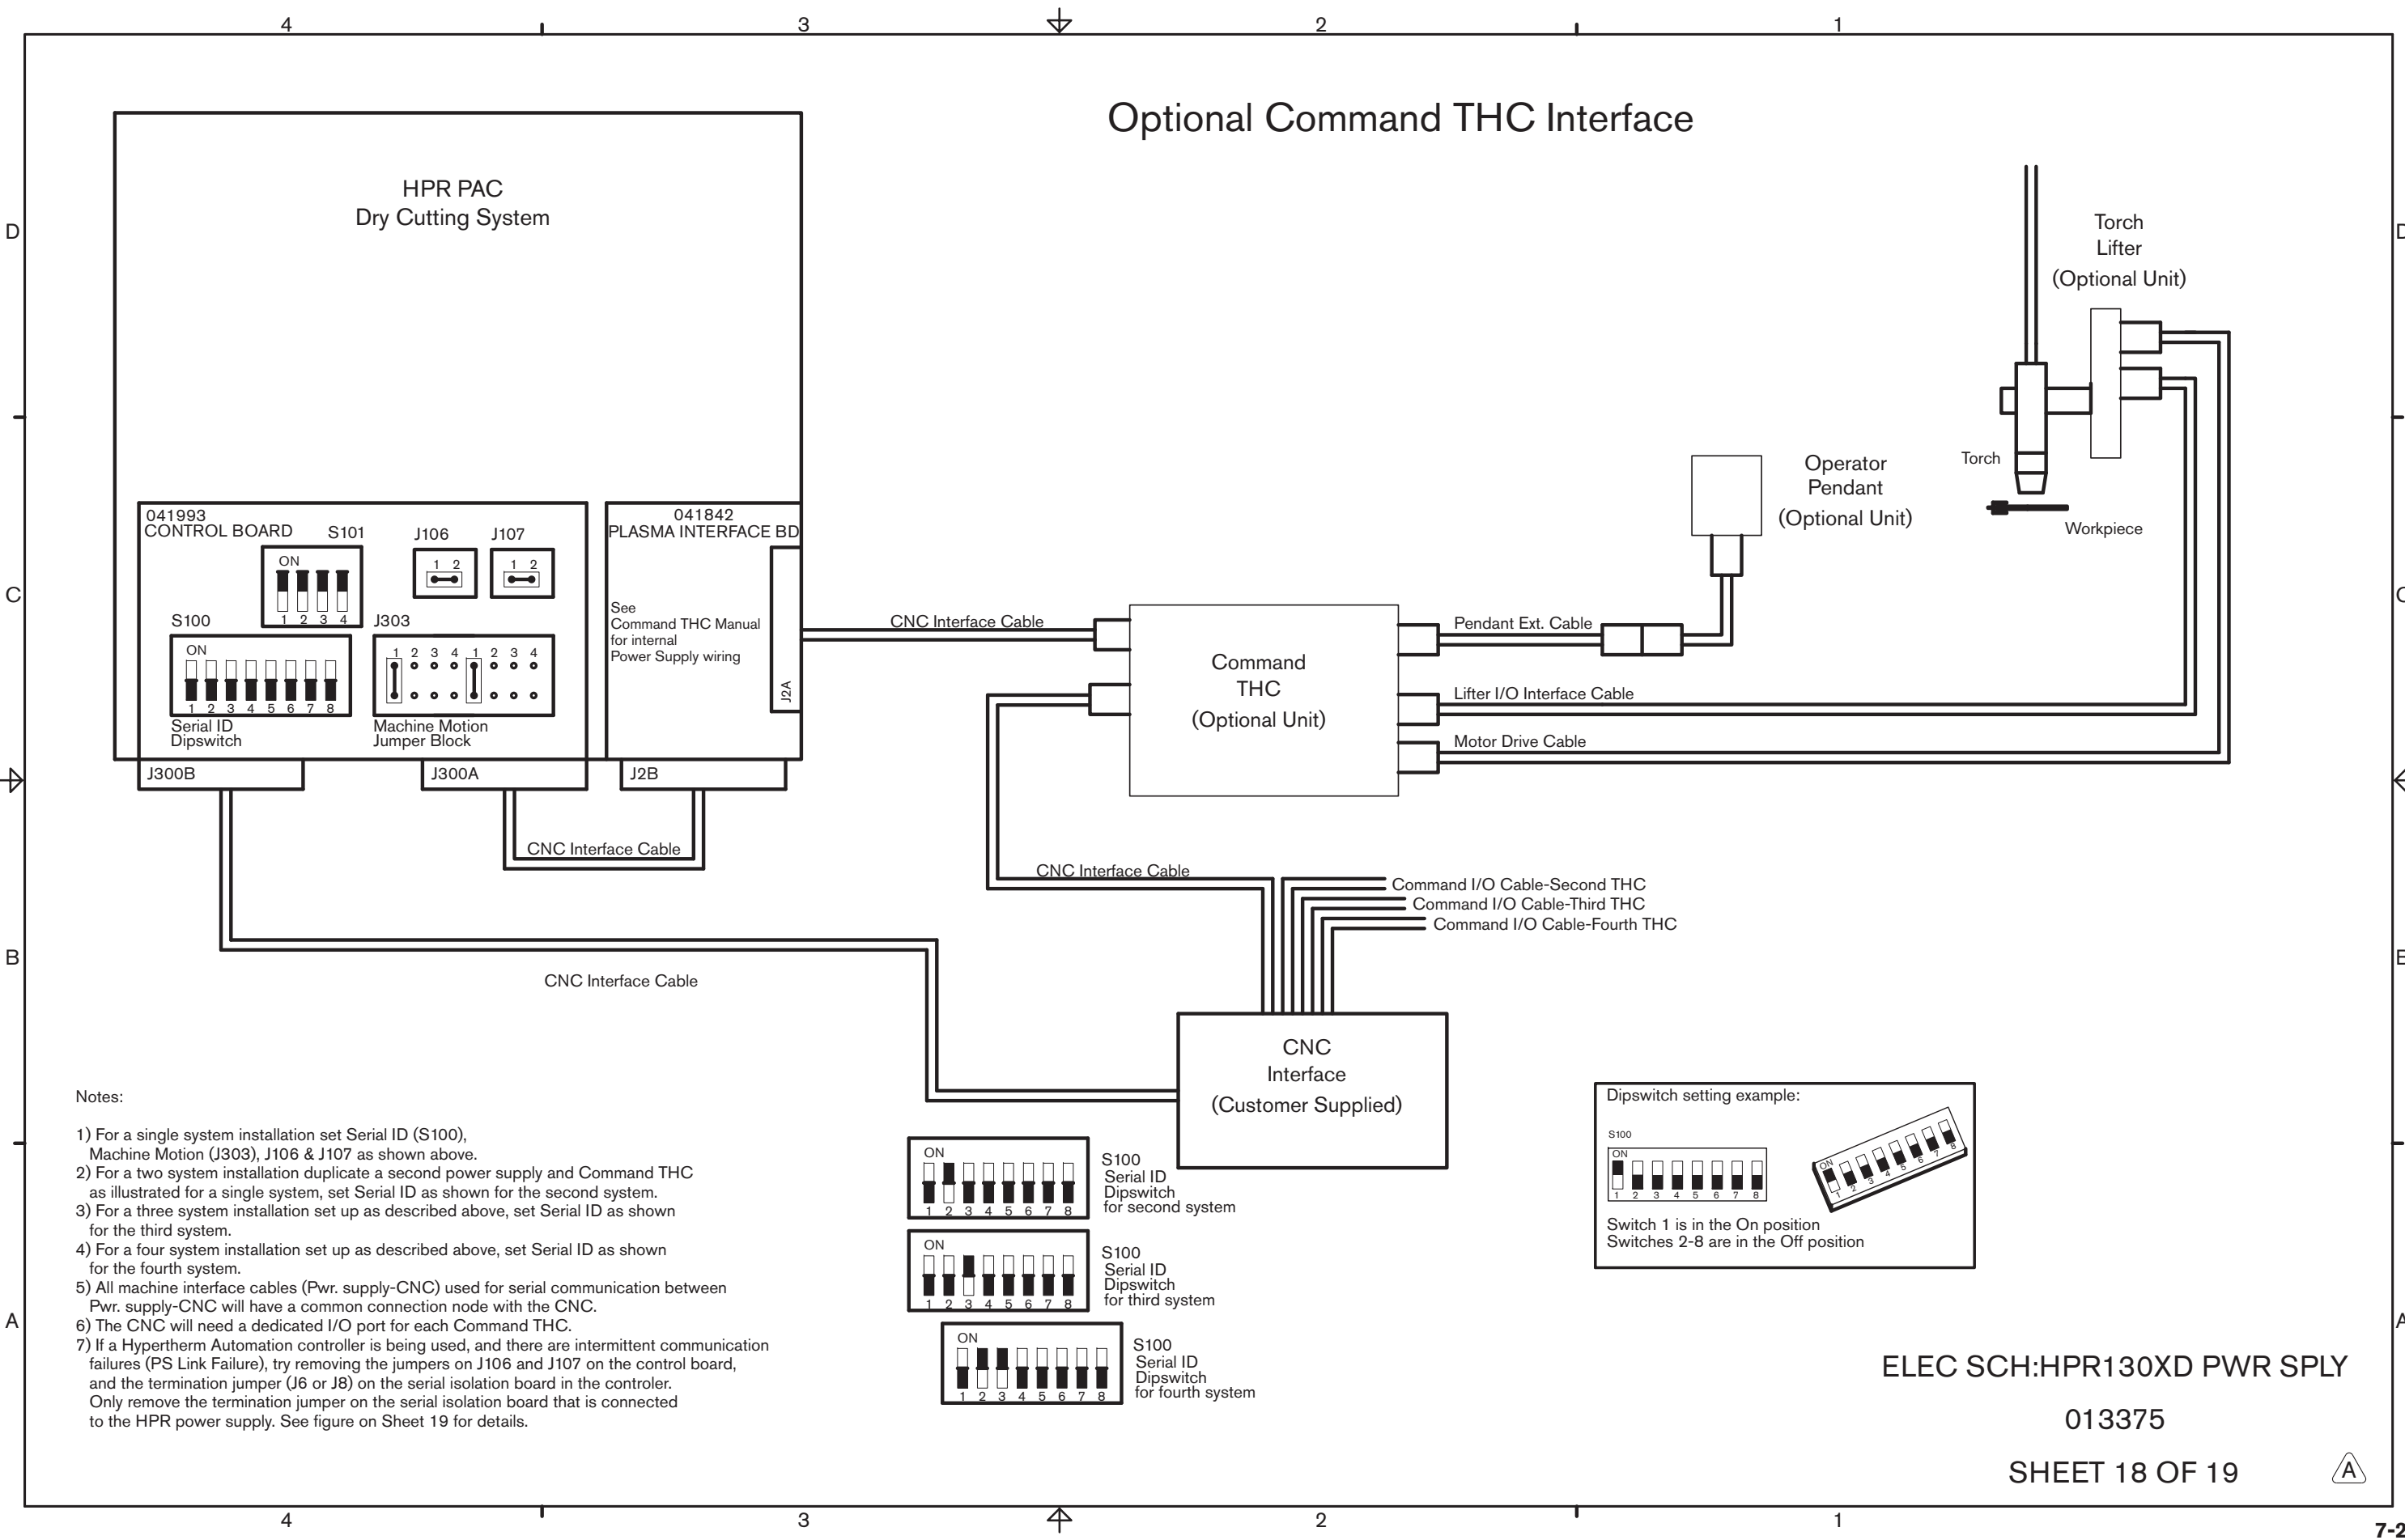 4 3 2 1
Optional Command THC Interface
HPR PAC
Dry Cutting System
D
Torch
Lifter
(Optional Unit)
Operator
Pendant
(Optional Unit)
Torch
Workpiece
041993
CONTROL BOARD
S101
ON
1 2 3 4
J106
1 2
J107
1 2
041842
PLASMA INTERFACE BD
See
Command THC Manual
for internal
Power Supply wiring
J2A
C
S100
ON
1 2 3 4 5 6 7 8
Serial ID
Dipswitch
J303
1 2 3 4 1 2 3 4
Machine Motion
Jumper Block
J300B
J300A
J2B
CNC Interface Cable
CNC Interface Cable
Command
THC
(Optional Unit)
Pendant Ext. Cable
Lifter I/O Interface Cable
Motor Drive Cable
CNC Interface Cable
Command I/O Cable-Second THC
Command I/O Cable-Third THC
Command I/O Cable-Fourth THC
B
CNC Interface Cable
CNC
Interface
(Customer Supplied)
Notes:
1) For a single system installation set Serial ID (S100),
Machine Motion (J303), J106 & J107 as shown above.
2) For a two system installation duplicate a second power supply and Command THC
as illustrated for a single system, set Serial ID as shown for the second system.
3) For a three system installation set up as described above, set Serial ID as shown
for the third system.
4) For a four system installation set up as described above, set Serial ID as shown
for the fourth system.
5) All machine interface cables (Pwr. supply-CNC) used for serial communication between
Pwr. supply-CNC will have a common connection node with the CNC.
6) The CNC will need a dedicated I/O port for each Command THC.
7) If a Hypertherm Automation controller is being used, and there are intermittent communication
failures (PS Link Failure), try removing the jumpers on J106 and J107 on the control board,
and the termination jumper (J6 or J8) on the serial isolation board in the controler.
Only remove the termination jumper on the serial isolation board that is connected
to the HPR power supply. See figure on Sheet 19 for details.
A
ON
1 2 3 4 5 6 7 8
S100
Serial ID
Dipswitch
for second system
ON
1 2 3 4 5 6 7 8
S100
Serial ID
Dipswitch
for third system
ON
1 2 3 4 5 6 7 8
S100
Serial ID
Dipswitch
for fourth system
Dipswitch setting example:
S100
ON
1 2 3 4 5 6 7 8
ON
1 2 3 4 5 6 7 8
Switch 1 is in the On position
Switches 2-8 are in the Off position
ELEC SCH:HPR130XD PWR SPLY
013375
SHEET 18 OF 19
A
4 3 2 1